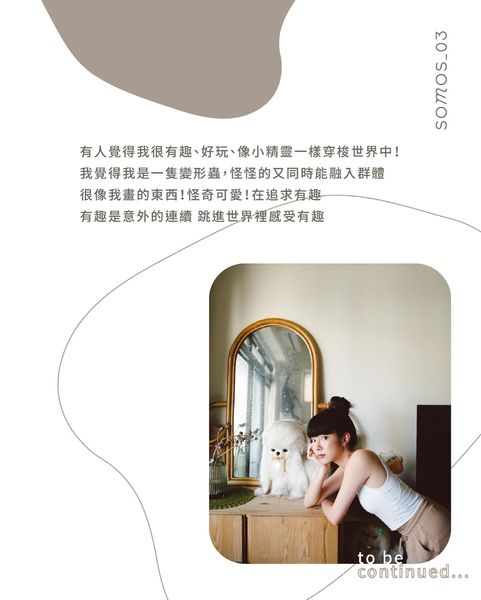 SOMOS_03
有人覺得我很有趣、好玩、像小精靈一樣穿梭世界中！
我覺得我是一隻變形蟲，怪怪的又同時能融入群體
很像我畫的東西！怪奇可愛！在追求有趣
有趣是意外的連續 跳進世界裡感受有趣
to be
continued...